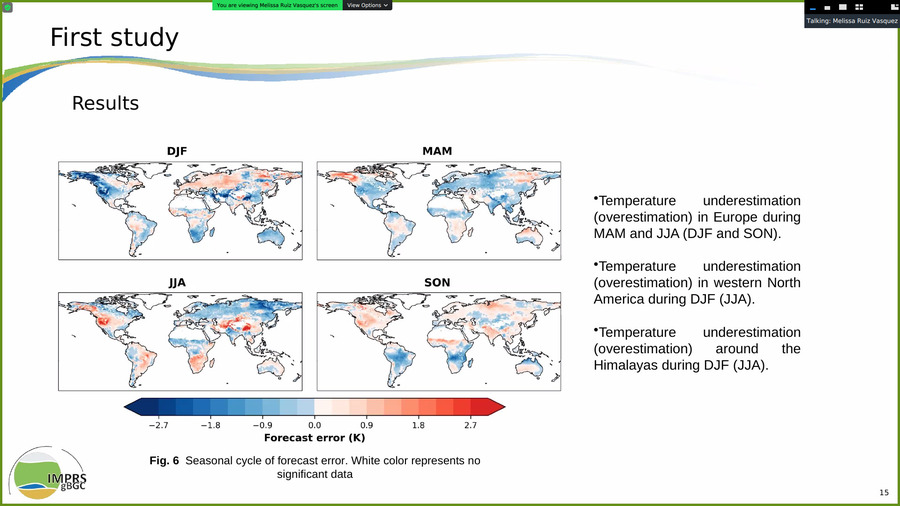 You are viewing Melissa Ruiz Vasquez's screen
View Options
Talking: Melissa Ruiz Vasquez
First study
Results
DJF
MAM
JJA
SON
−2.7 −1.8 −0.9 0.0 0.9 1.8 2.7
Forecast error (K)
Fig. 6 Seasonal cycle of forecast error. White color represents no
significant data
•Temperature underestimation
(overestimation) in Europe during
MAM and JJA (DJF and SON).
•Temperature underestimation
(overestimation) in western North
America during DJF (JJA).
•Temperature underestimation
(overestimation) around the
Himalayas during DJF (JJA).
IMPRS
gBGC
15